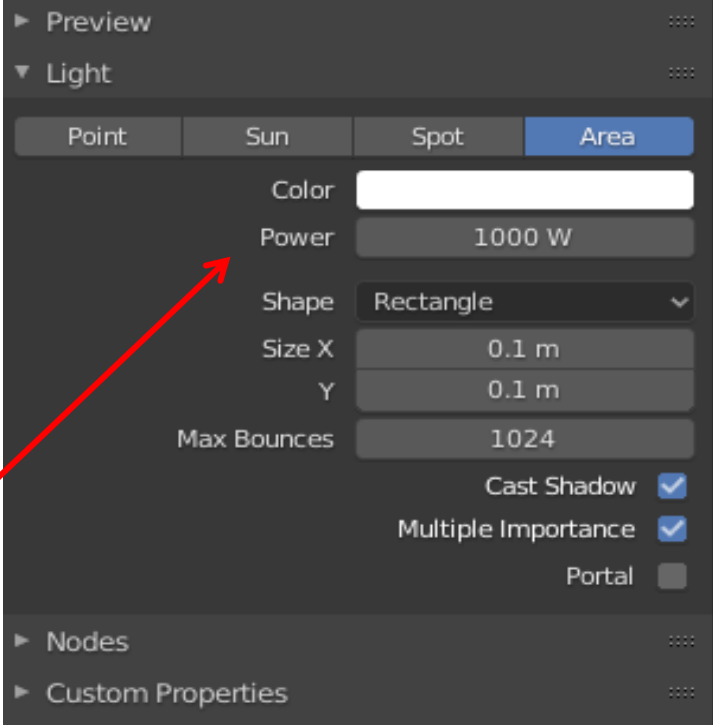 Preview
Light
Point Sun Spot Area
Color
Power 1000 W
Shape Rectangle
Size X 0.1 m
Y 0.1 m
Max Bounces 1024
Cast Shadow
Multiple Importance
Portal
Nodes
Custom Properties